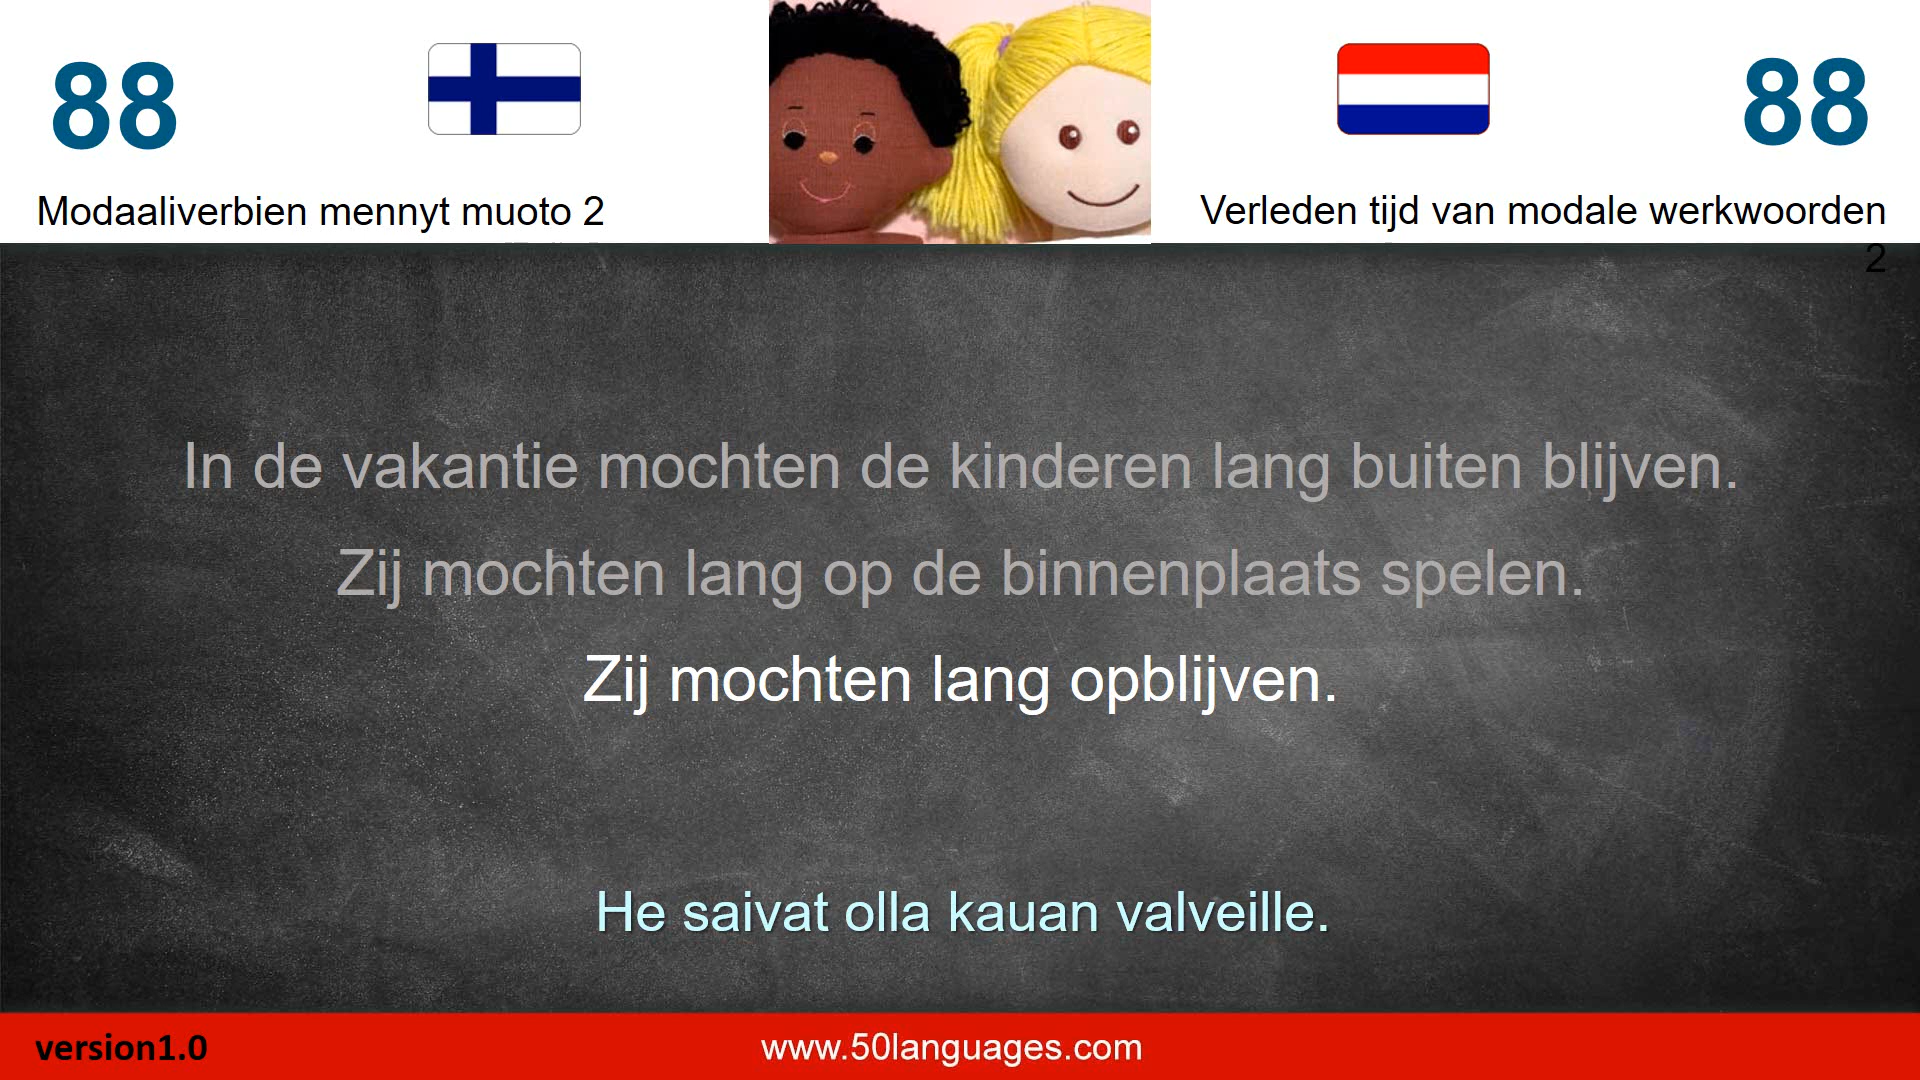 88
88
Modaaliverbien mennyt muoto 2
Verleden tijd van modale werkwoorden
2
In de vakantie mochten de kinderen lang buiten blijven.
Zij mochten lang op de binnenplaats spelen.
Zij mochten lang opblijven.
He saivat olla kauan valveille.
version1.0
www.50languages.com